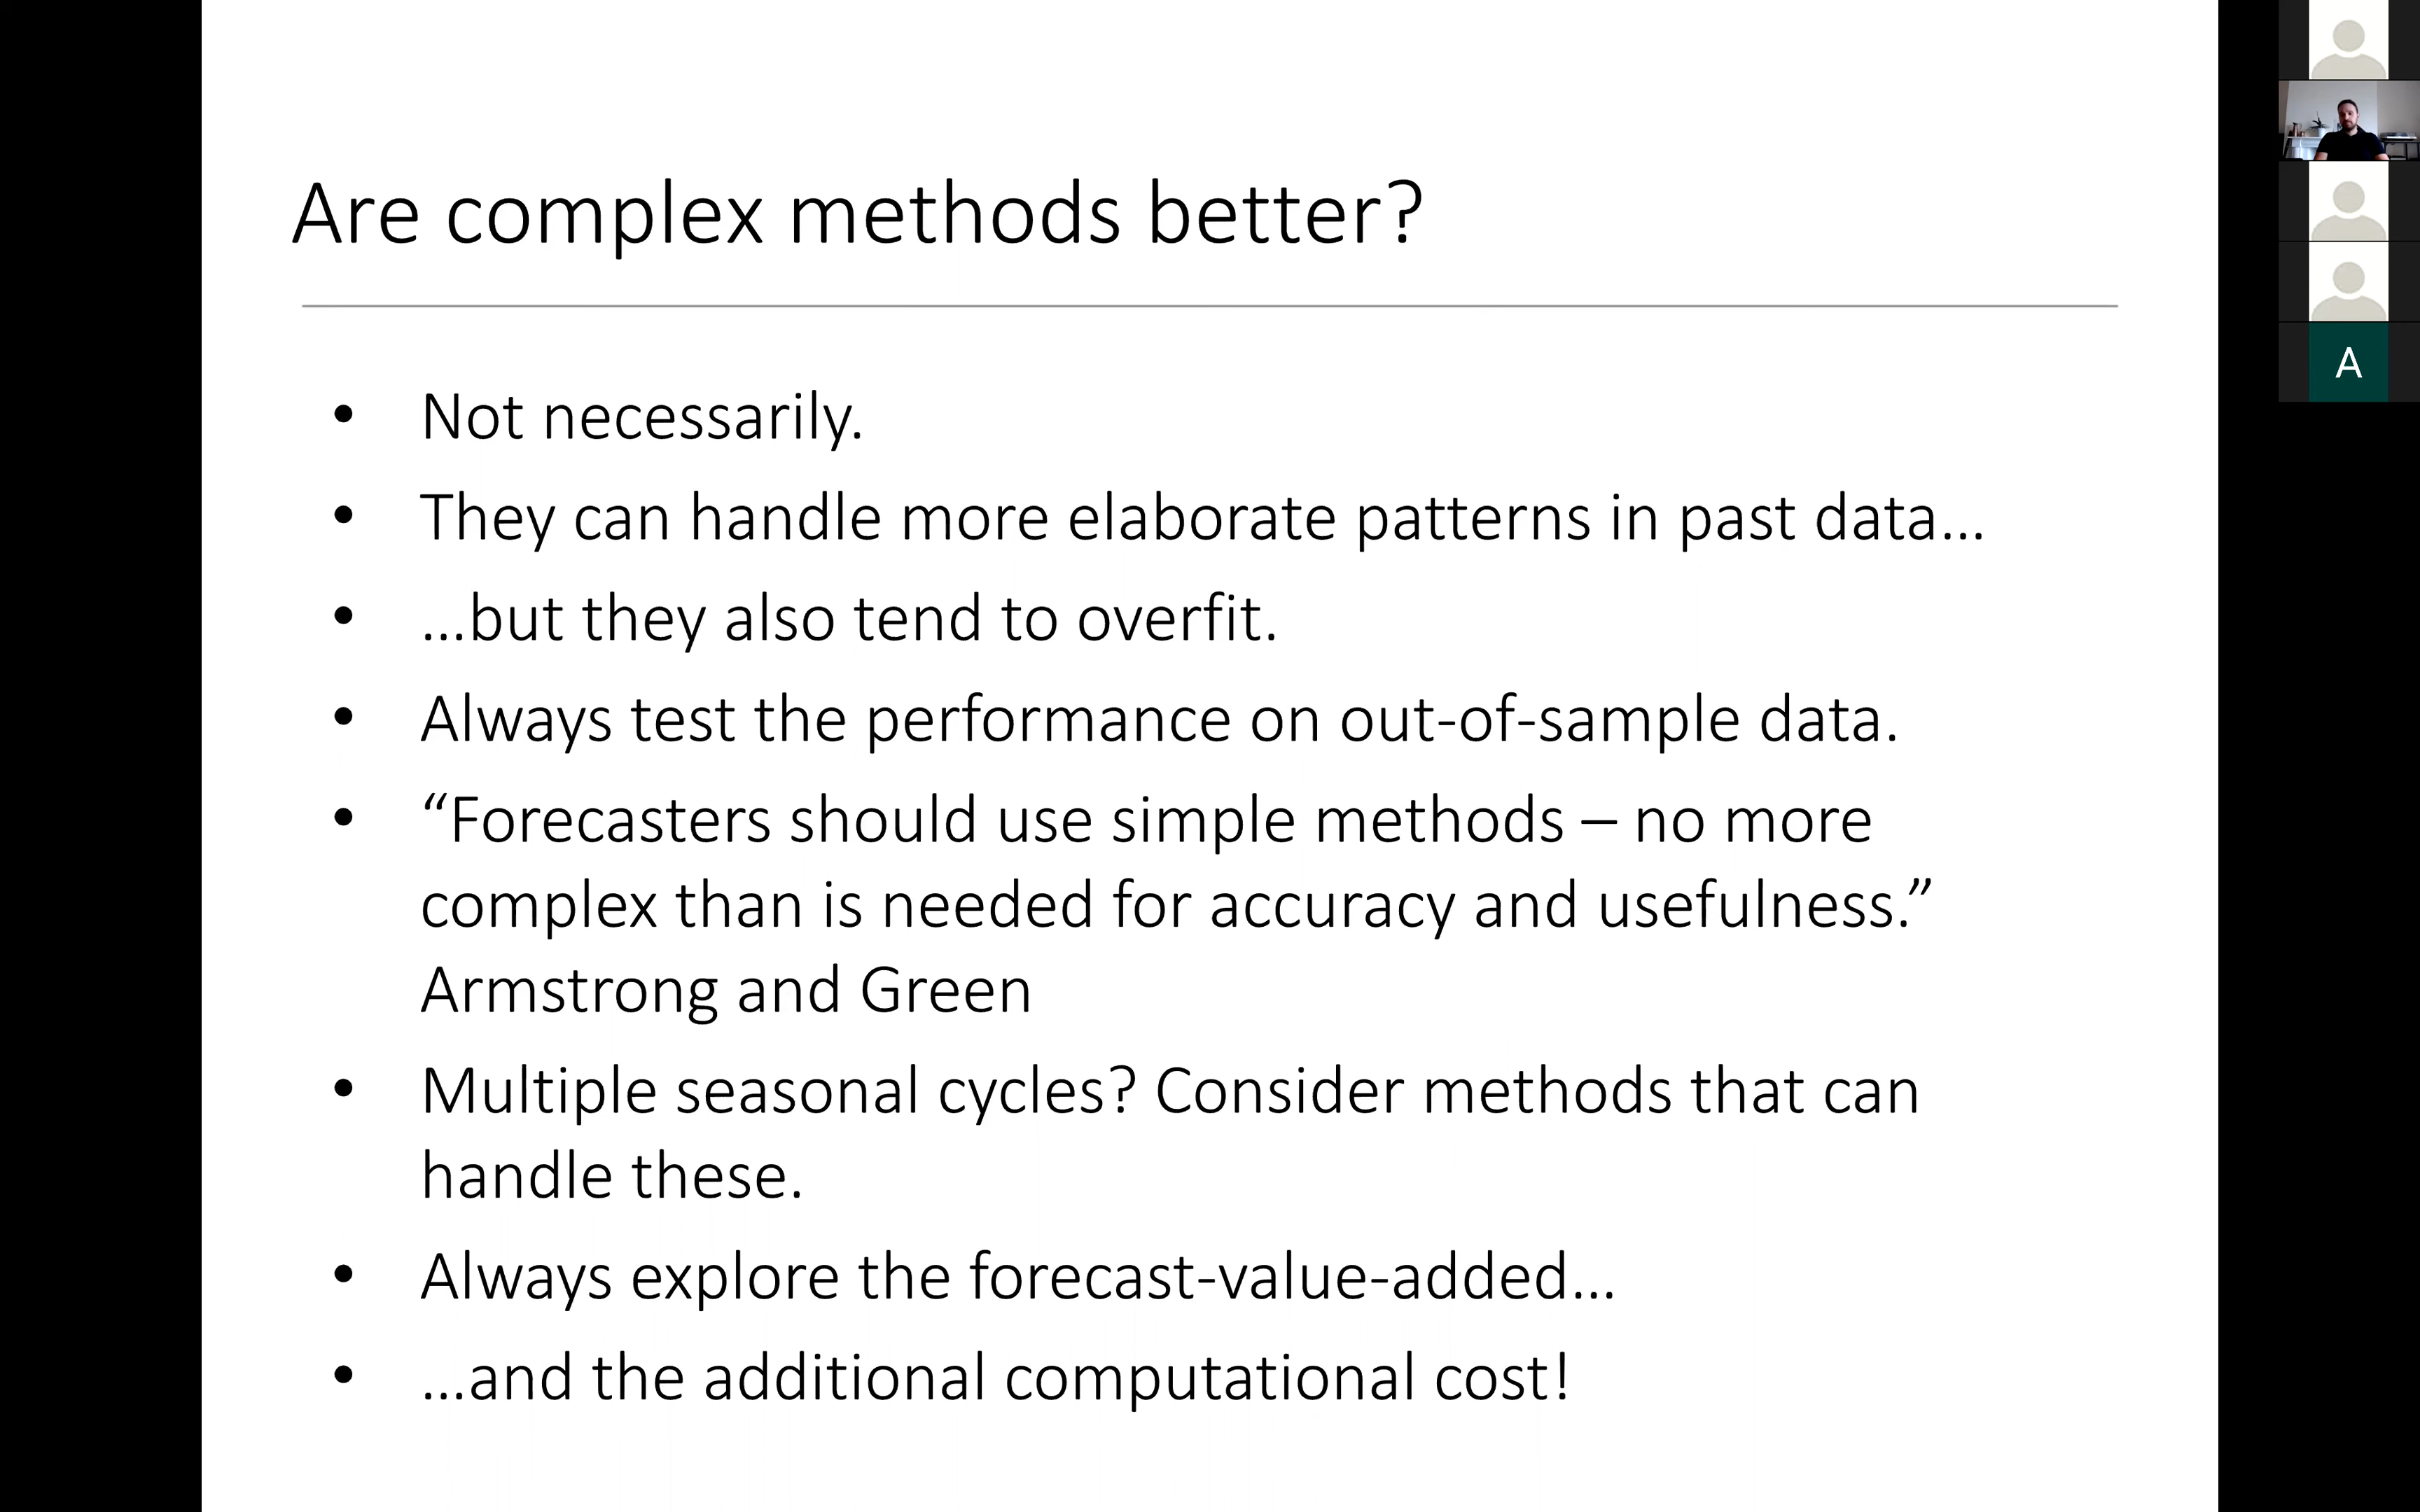 Are complex methods better?
• Not necessarily.
• They can handle more elaborate patterns in past data...
• ...but they also tend to overfit.
• Always test the performance on out-of-sample data.
• “Forecasters should use simple methods – no more
complex than is needed for accuracy and usefulness.”
Armstrong and Green
• Multiple seasonal cycles? Consider methods that can
handle these.
• Always explore the forecast-value-added...
• ...and the additional computational cost!
A